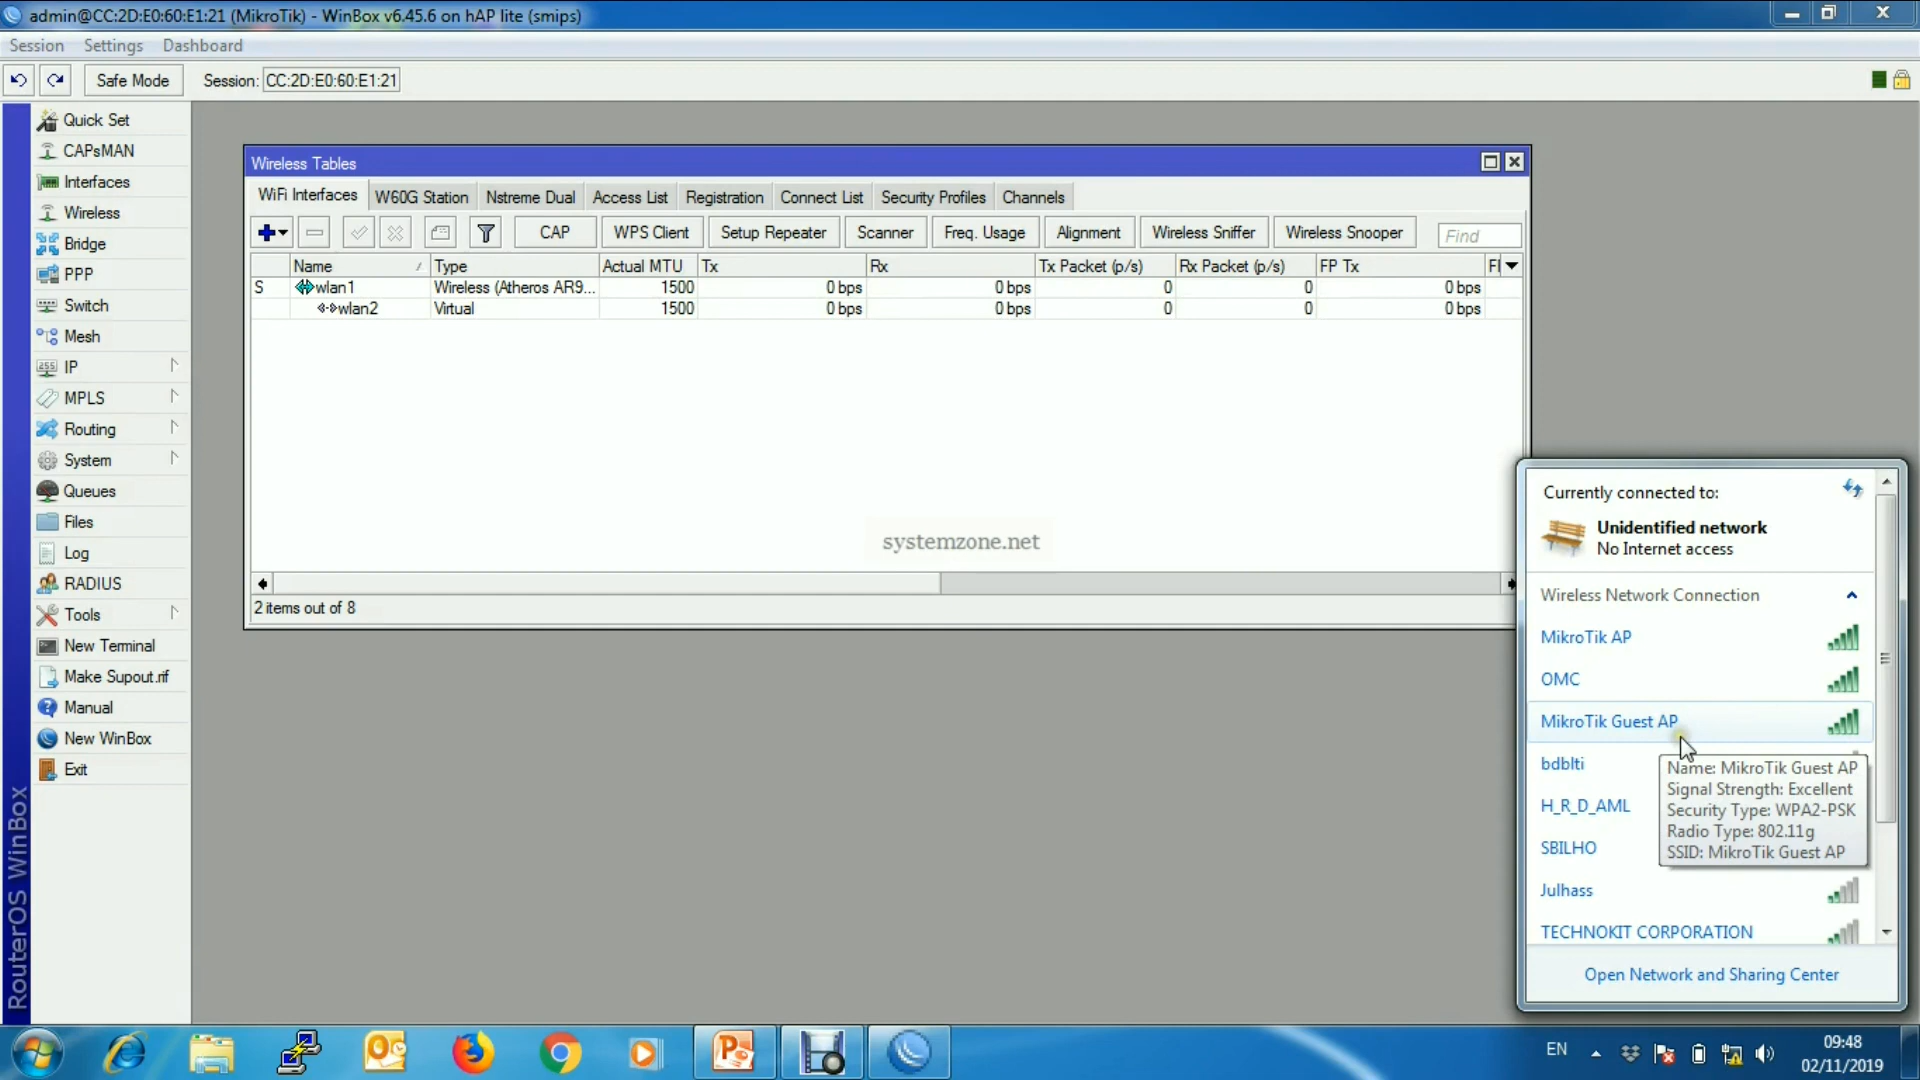 admin@CC:2D:E0:60:E1:21 (MikroTik) - WinBox v6.45.6 on hAP lite (smips)
Session Settings Dashboard
Safe Mode Session: CC:2D:E0:60:E1:21
Quick Set
CAPsMAN
Interfaces
Wireless
Bridge
PPP
Switch
Mesh
IP
MPLS
Routing
System
Queues
Files
Log
RADIUS
Tools
New Terminal
Make Supout.rif
Manual
New WinBox
Exit
RouterOS WinBox
Wireless Tables
WiFi Interfaces W60G Station Nstreme Dual Access List Registration Connect List Security Profiles Channels
CAP WPS Client Setup Repeater Scanner Freq. Usage Alignment Wireless Sniffer Wireless Snooper Find
Name Type Actual MTU Tx Rx Tx Packet (p/s) Rx Packet (p/s) FP Tx
S wlan1 Wireless (Atheros AR9... 1500 0 bps 0 bps 0 0 0 bps
wlan2 Virtual 1500 0 bps 0 bps 0 0 0 bps
systemzone.net
2 items out of 8
Currently connected to:
Unidentified network
No Internet access
Wireless Network Connection
MikroTik AP
OMC
MikroTik Guest AP
bdblti
H_R_D_AML
SBILHO
Julhass
TECHNOKIT CORPORATION
Name: MikroTik Guest AP
Signal Strength: Excellent
Security Type: WPA2-PSK
Radio Type: 802.11g
SSID: MikroTik Guest AP
Open Network and Sharing Center
EN
09:48
02/11/2019